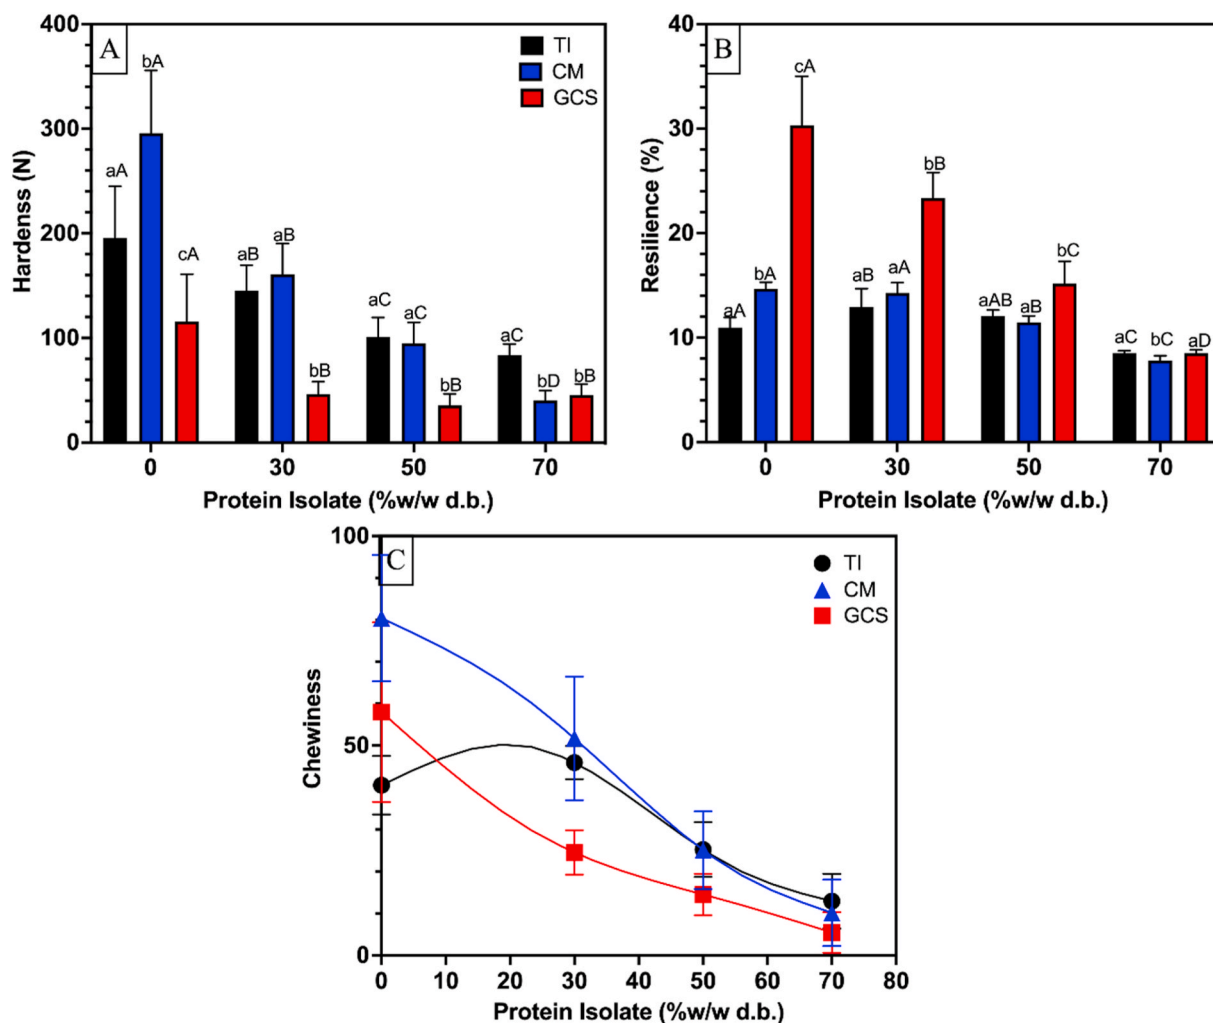 A
Hardenss (N)
400
300
200
100
0
TI
CM
GCS
aA
bA
cA
aB
aB
bB
aC
aC
bB
aC
bD
bB
0 30 50 70
Protein Isolate (%w/w d.b.)
B
Resilience (%)
40
30
20
10
0
aA
bA
cA
aB
aA
bB
aAB
aB
bC
aC
bC
aD
0 30 50 70
Protein Isolate (%w/w d.b.)
C
Chewiness
100
50
0
TI
CM
GCS
0 10 20 30 40 50 60 70 80
Protein Isolate (%w/w d.b.)